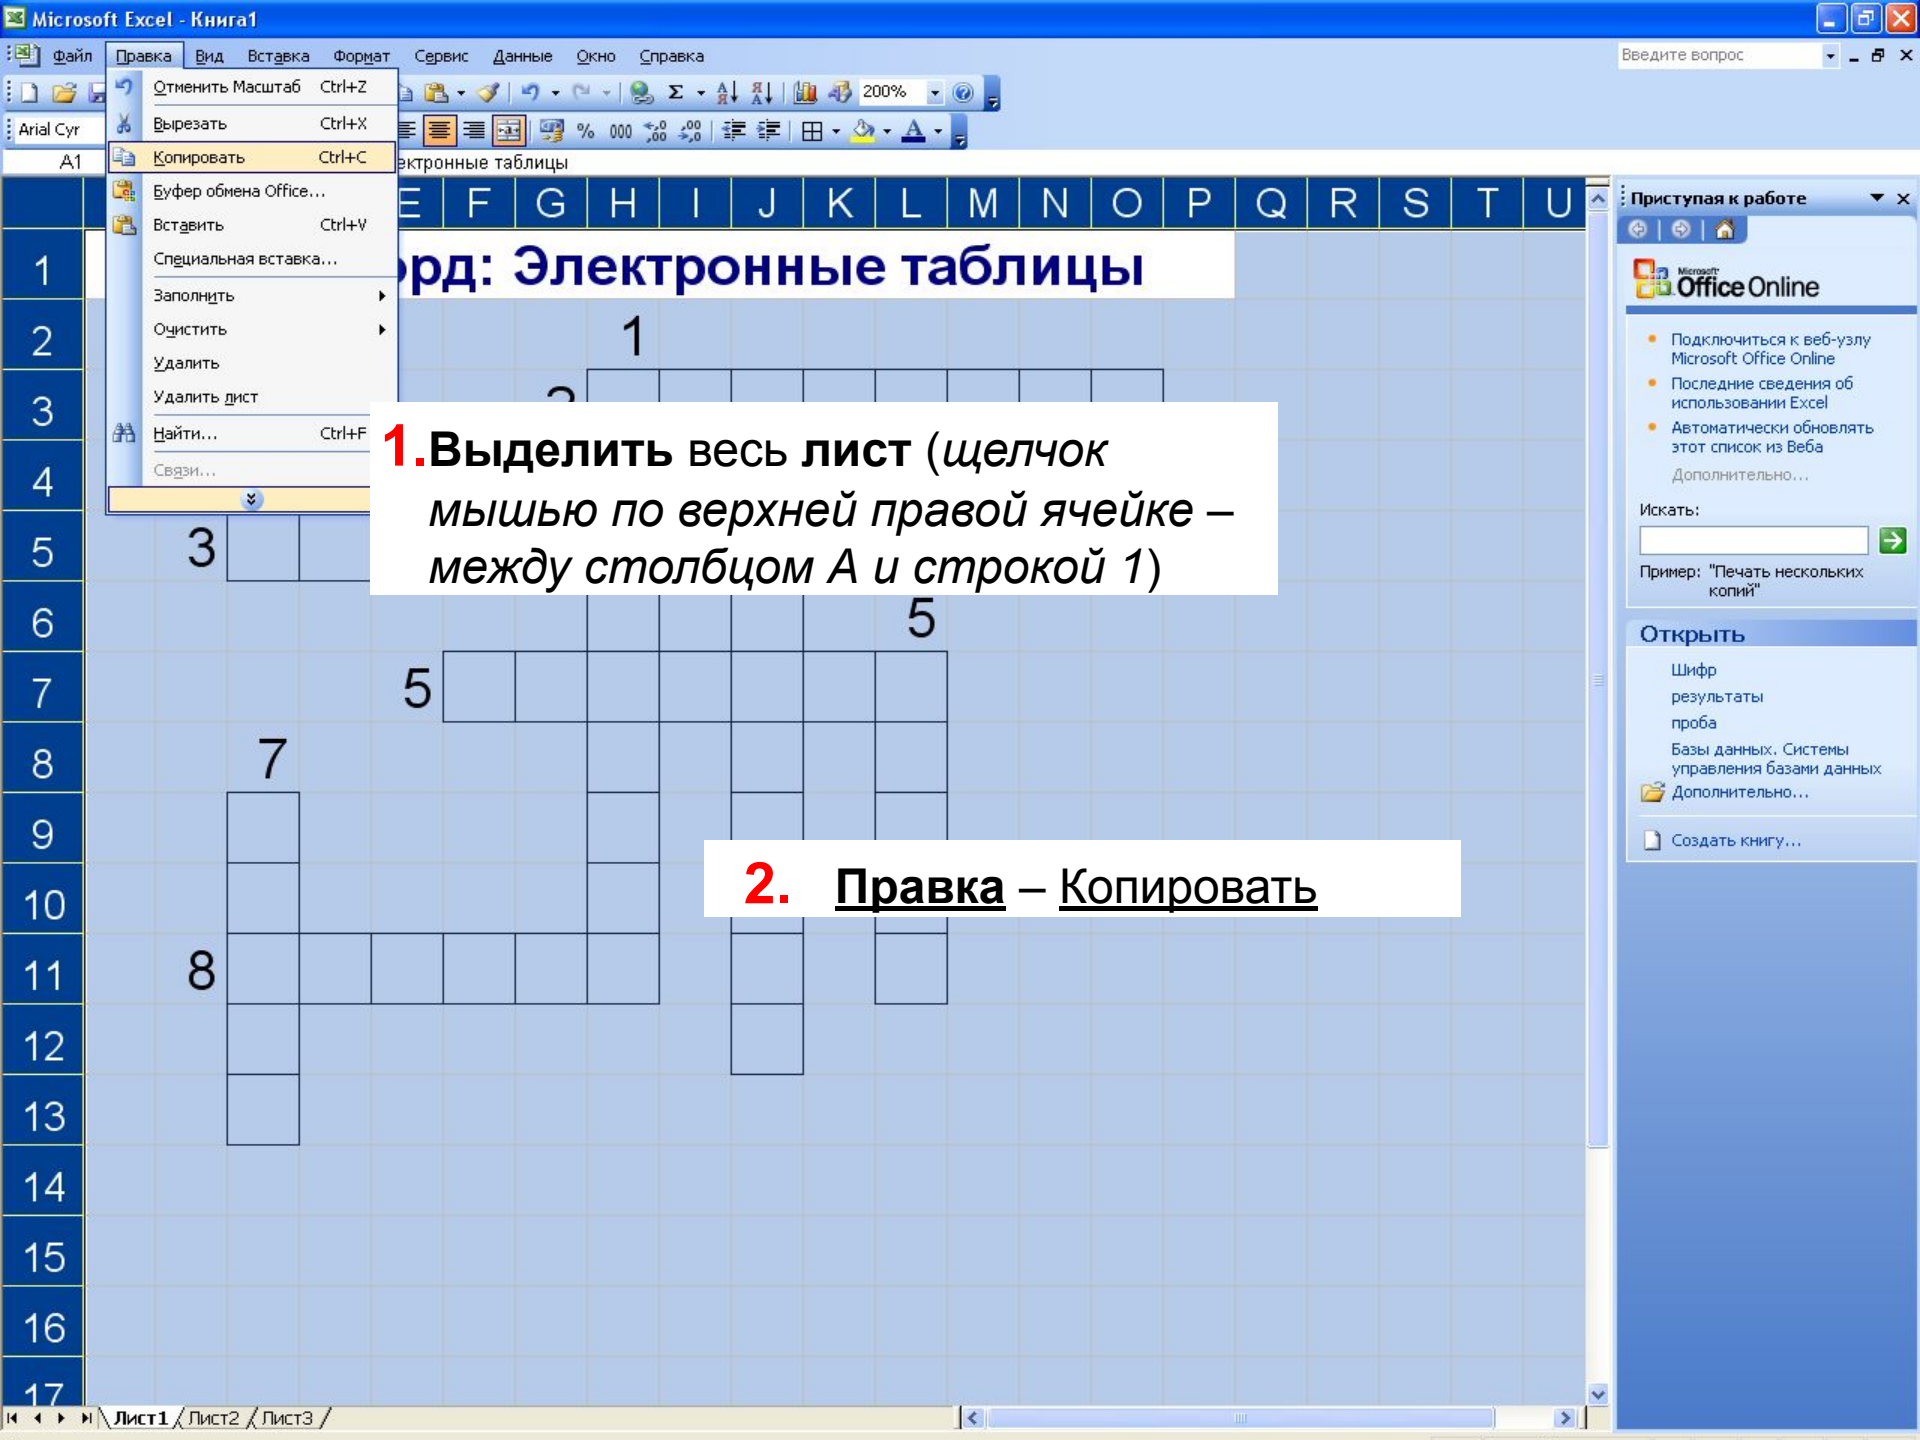 Microsoft Excel - Книга1
Файл Правка Вид Вставка Формат Сервис Данные Окно Справка Введите вопрос
Отменить Масштаб Ctrl+Z
200%
Arial Cyr
Вырезать Ctrl+X
% 000
A1
Копировать Ctrl+C
ектронные таблицы
Буфер обмена Office...
Вставить Ctrl+V
Специальная вставка...
Заполнить
Очистить
Удалить
Удалить лист
Найти... Ctrl+F
Связи...
E F G H I J K L M N O P Q R S T U
1 орд: Электронные таблицы
2 1
3
4
5 3
6 5
7 5
8 7
9
10
11 8
12
13
14
15
16
17
1. Выделить весь лист (щелчок
мышью по верхней правой ячейке –
между столбцом А и строкой 1)
2. Правка – Копировать
Приступая к работе
Microsoft
Office Online
Подключиться к веб-узлу
Microsoft Office Online
Последние сведения об
использовании Excel
Автоматически обновлять
этот список из Веба
Дополнительно...
Искать:
Пример: "Печать нескольких
копий"
Открыть
Шифр
результаты
проба
Базы данных. Системы
управления базами данных
Дополнительно...
Создать книгу...
Лист1 Лист2 Лист3